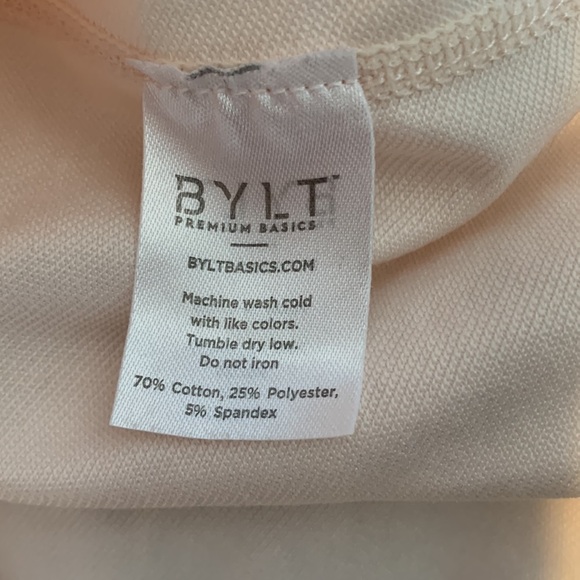 BYLT
PREMIUM BASICS
BYLTBASICS.COM
Machine wash cold
with like colors.
Tumble dry low.
Do not iron
70% Cotton, 25% Polyester,
5% Spandex